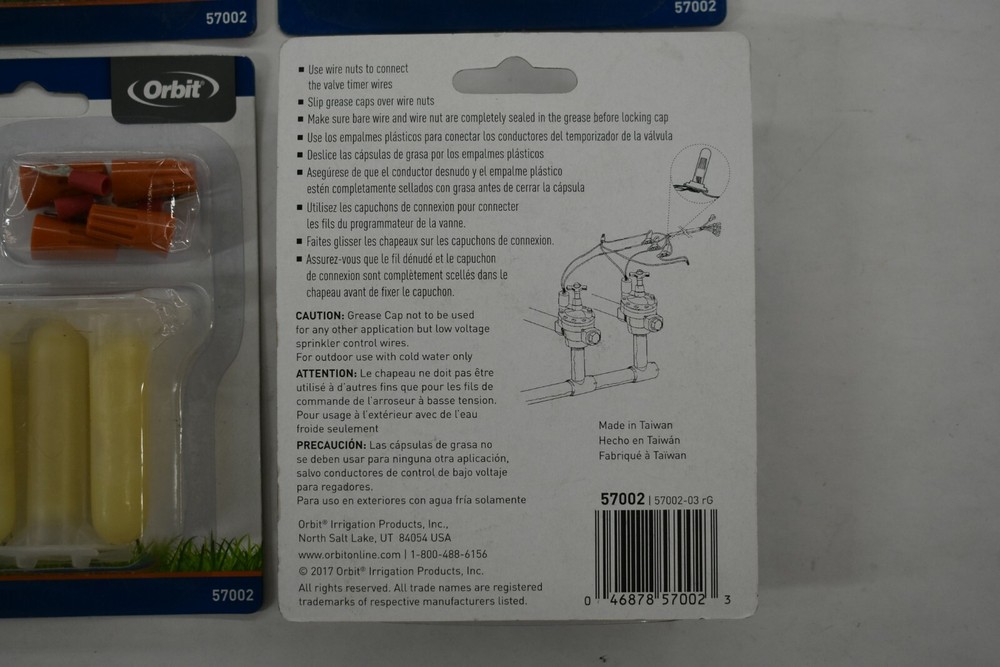 57002
57002
Orbit®
57002
▪ Use wire nuts to connect
the valve timer wires
▪ Slip grease caps over wire nuts
▪ Make sure bare wire and wire nut are completely sealed in the grease before locking cap
▪ Use los empalmes plásticos para conectar los conductores del temporizador de la válvula
▪ Deslice las cápsulas de grasa por los empalmes plásticos
▪ Asegúrese de que el conductor desnudo y el empalme plástico
estén completamente sellados con grasa antes de cerrar la cápsula
▪ Utilisez les capuchons de connexion pour connecter
les fils du programmateur de la vanne.
▪ Faites glisser les chapeaux sur les capuchons de connexion.
▪ Assurez-vous que le fil dénudé et le capuchon
de connexion sont complètement scellés dans le
chapeau avant de fixer le capuchon.
CAUTION: Grease Cap not to be used
for any other application but low voltage
sprinkler control wires.
For outdoor use with cold water only
ATTENTION: Le chapeau ne doit pas être
utilisé à d'autres fins que pour les fils de
commande de l'arroseur à basse tension.
Pour usage à l'extérieur avec de l'eau
froide seulement
PRECAUCIÓN: Las cápsulas de grasa no
se deben usar para ninguna otra aplicación,
salvo conductores de control de bajo voltaje
para regadores.
Para uso en exteriores con agua fría solamente
Orbit® Irrigation Products, Inc.,
North Salt Lake, UT 84054 USA
www.orbitonline.com | 1-800-488-6156
© 2017 Orbit® Irrigation Products, Inc.
All rights reserved. All trade names are registered
trademarks of respective manufacturers listed.
Made in Taiwan
Hecho en Taiwán
Fabriqué à Taïwan
57002 | 57002-03 rG
0 46878 57002 3